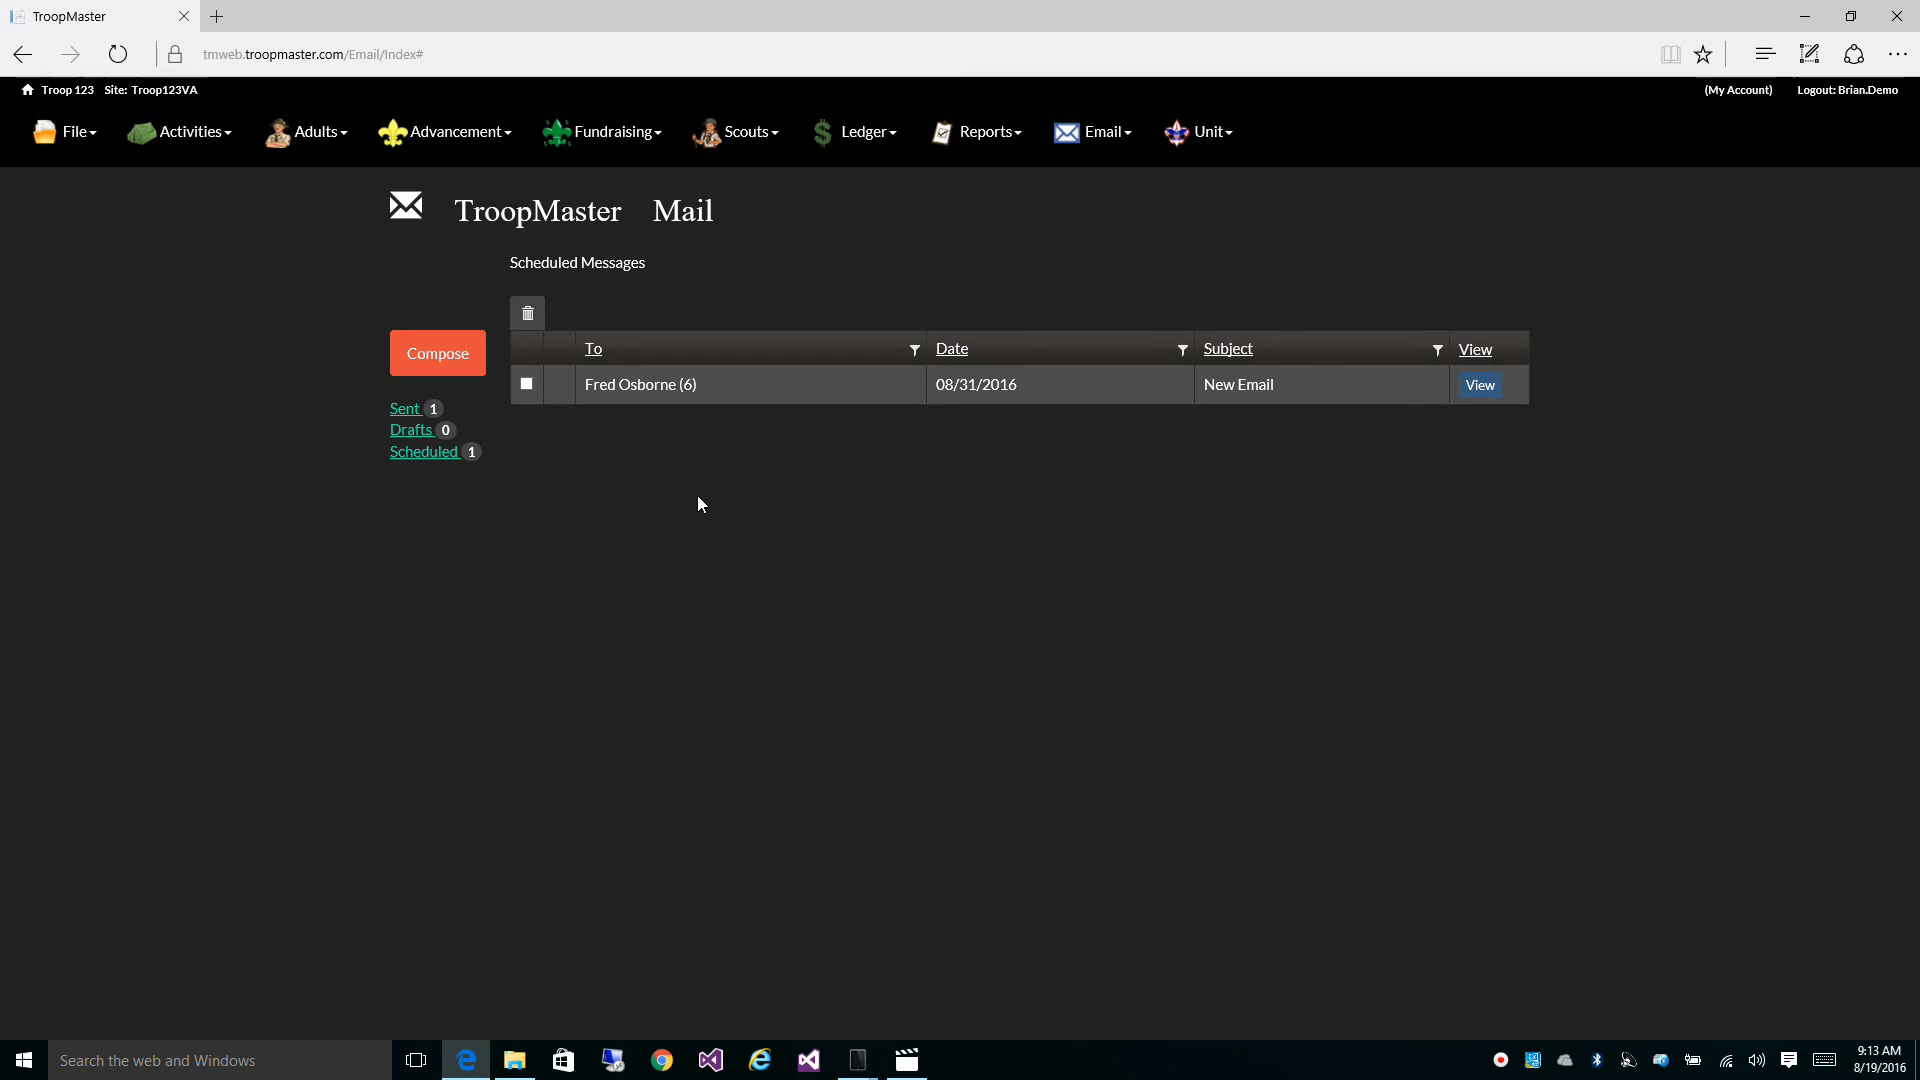 TroopMaster
tmweb.troopmaster.com/Email/Index#
Troop 123 Site: Troop123VA (My Account) Logout: Brian.Demo
File Activities Adults Advancement Fundraising Scouts Ledger Reports Email Unit
TroopMaster Mail
Scheduled Messages
To Date Subject View
Fred Osborne (6) 08/31/2016 New Email View
Compose
Sent 1
Drafts 0
Scheduled 1
Search the web and Windows
9:13 AM
8/19/2016